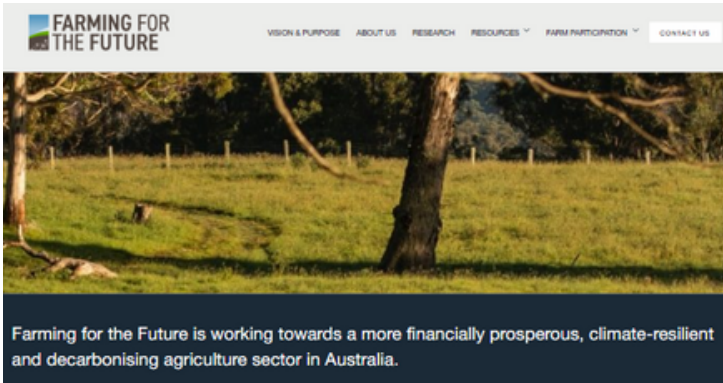 FARMING FOR
THE FUTURE
VISION & PURPOSE ABOUT US RESEARCH RESOURCES FARM PARTICIPATION CONTACT US
Farming for the Future is working towards a more financially prosperous, climate-resilient
and decarbonising agriculture sector in Australia.